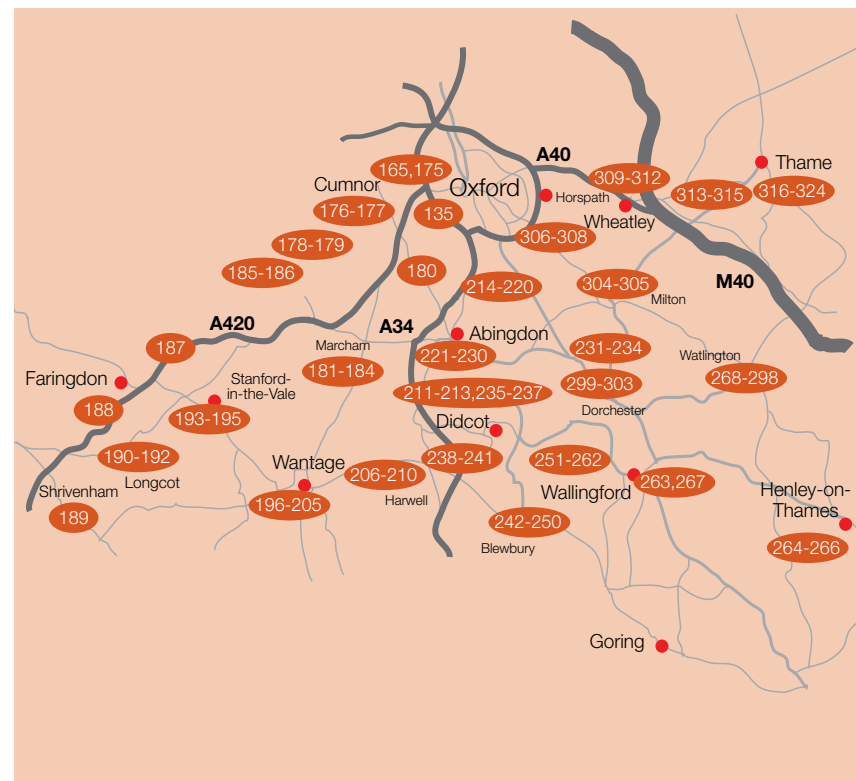 A40
Thame
165,175
309-312
Cumnor
Oxford
Horspath
313-315
316-324
176-177
135
Wheatley
306-308
178-179
185-186
180
214-220
304-305
M40
Milton
A420
A34
Abingdon
187
Marcham
221-230
231-234
Watlington
181-184
Faringdon
Stanford-
in-the-Vale
268-298
299-303
211-213,235-237
188
193-195
Dorchester
Didcot
190-192
Wantage
238-241
251-262
Longcot
206-210
Shrivenham
Harwell
Wallingford
263,267
Henley-on-
Thames
196-205
189
242-250
Blewbury
264-266
Goring